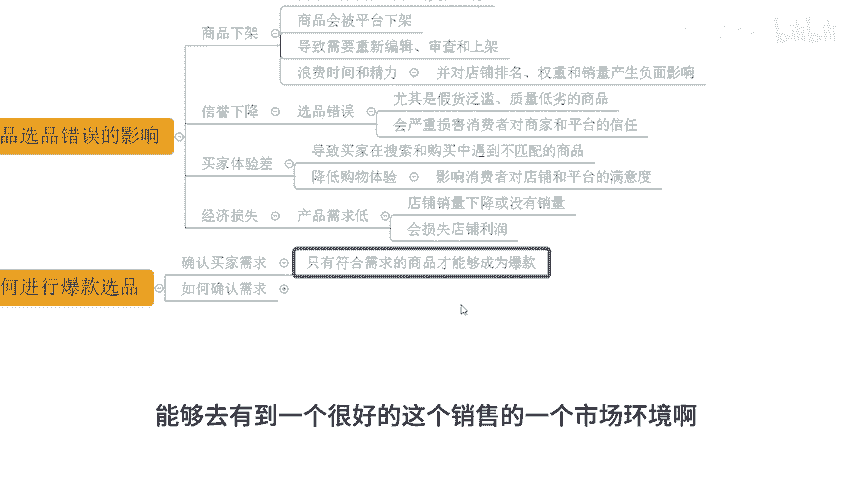 商品会被平台下架
商品下架
导致需要重新编辑、审查和上架
浪费时间和精力 并对店铺排名、权重和销量产生负面影响
尤其是假货泛滥、质量低劣的商品
信誉下降 选品错误
会严重损害消费者对商家和平台的信任
品选品错误的影响
导致买家在搜索和购买中遇到不匹配的商品
买家体验差
降低购物体验 影响消费者对店铺和平台的满意度
店铺销量下降或没有销量
经济损失 产品需求低
会损失店铺利润
确认买家需求 只有符合需求的商品才能够成为爆款
何进行爆款选品
如何确认需求
能够去有到一个很好的这个销售的一个市场环境啊